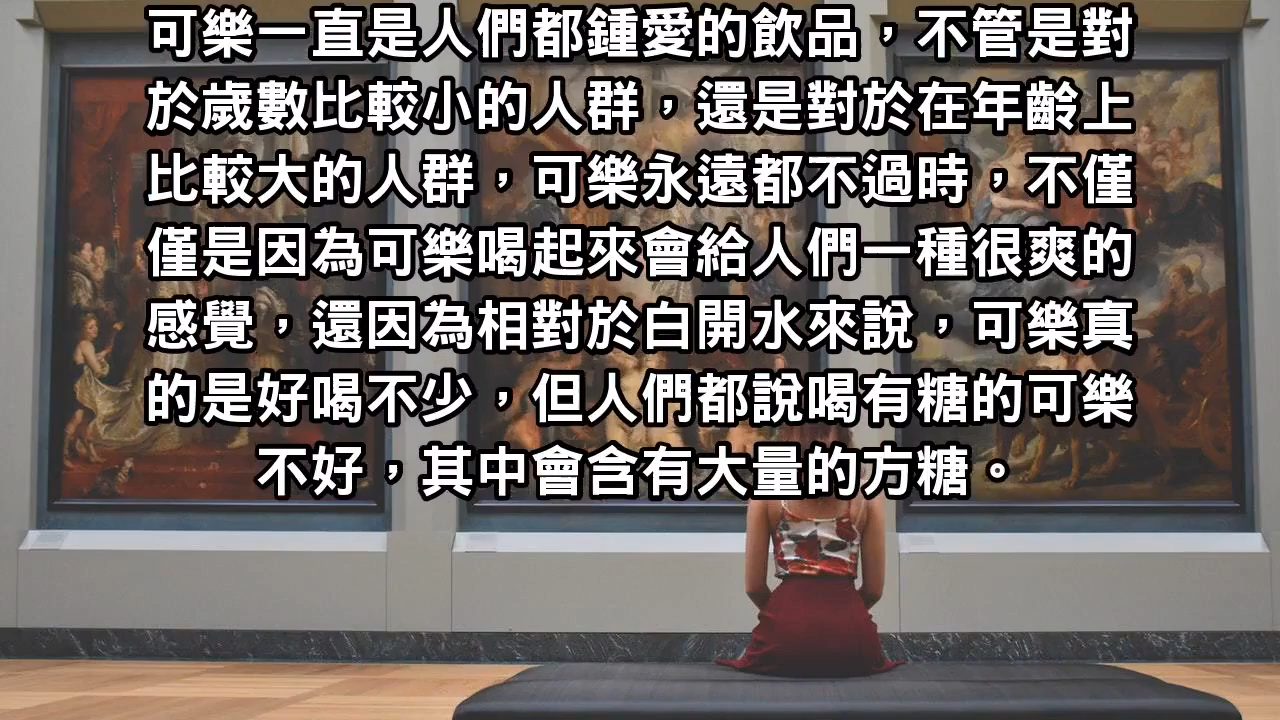 可樂一直是人們都鍾愛的飲品，不管是對
於歲數比較小的人群，還是對於在年齡上
比較大的人群，可樂永遠都不過時，不僅
僅是因為可樂喝起來會給人們一種很爽的
感覺，還因為相對於白開水來說，可樂真
的是好喝不少，但人們都說喝有糖的可樂
不好，其中會含有大量的方糖。